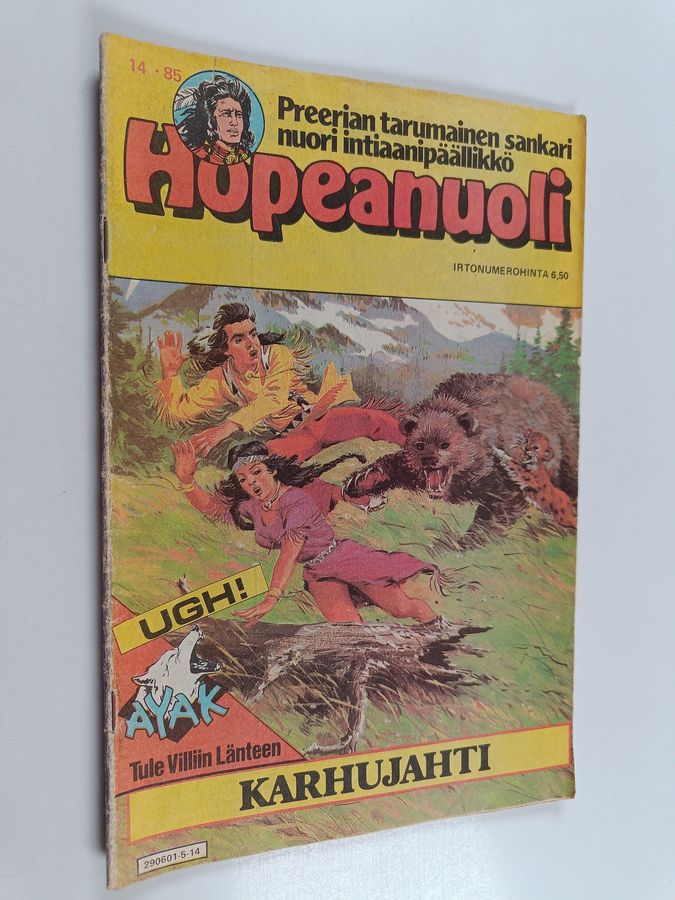 14 • 85
Preerian tarumainen sankari
nuori intiaanipäällikkö
Hopeanuoli
IRTONUMEROHINTA 6,50
UGH!
AYAK
Tule Villiin Länteen
KARHUJAHTI
290601-5-14